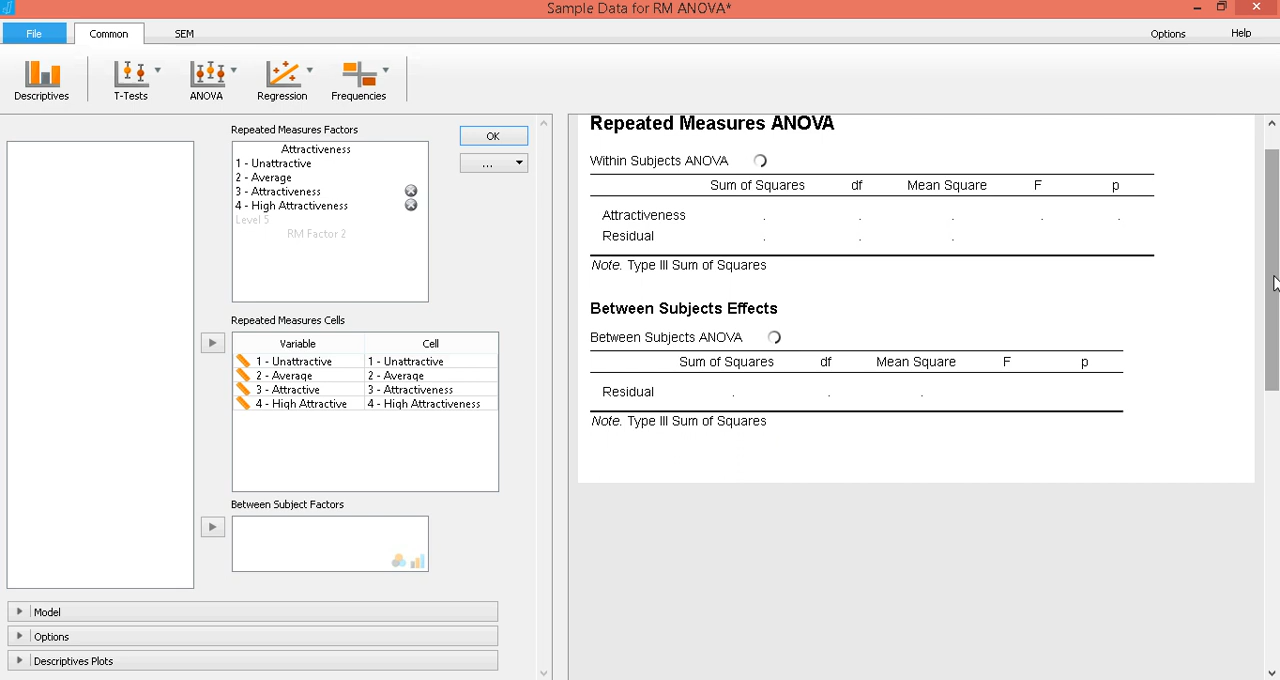 Sample Data for RM ANOVA*
File Common SEM Options Help
Descriptives T-Tests ANOVA Regression Frequencies
Repeated Measures Factors
Attractiveness
1 - Unattractive
2 - Average
3 - Attractiveness
4 - High Attractiveness
Level 5
RM Factor 2
OK
...
Repeated Measures Cells
Variable Cell
1 - Unattractive 1 - Unattractive
2 - Average 2 - Average
3 - Attractive 3 - Attractiveness
4 - High Attractive 4 - High Attractiveness
Between Subject Factors
Model
Options
Descriptives Plots
Repeated Measures ANOVA
Within Subjects ANOVA
Sum of Squares df Mean Square F p
Attractiveness . . . . .
Residual . . .
Note. Type III Sum of Squares
Between Subjects Effects
Between Subjects ANOVA
Sum of Squares df Mean Square F p
Residual . . .
Note. Type III Sum of Squares